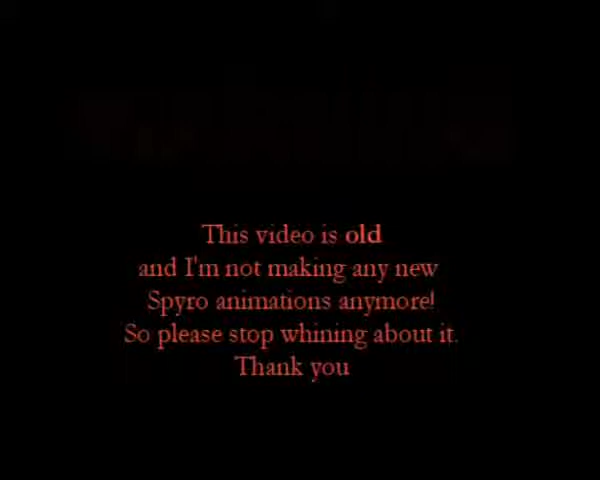 This video is old
and I'm not making any new
Spyro animations anymore!
So please stop whining about it.
Thank you